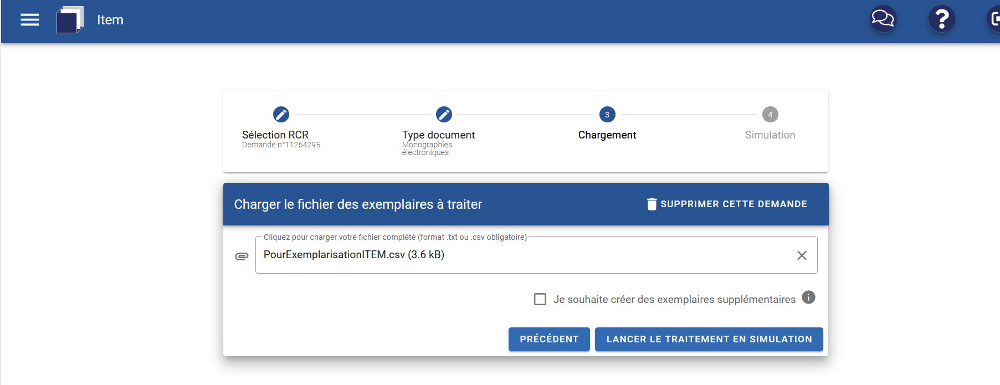 Item
3
4
Sélection RCR
Type document
Chargement
Simulation
Demande n°11264295
Monographies
électroniques
Charger le fichier des exemplaires à traiter
SUPPRIMER CETTE DEMANDE
Cliquez pour charger votre fichier complété (format .txt ou .csv obligatoire)
PourExemplarisationITEM.csv (3.6 kB)
Je souhaite créer des exemplaires supplémentaires
PRÉCÉDENT
LANCER LE TRAITEMENT EN SIMULATION